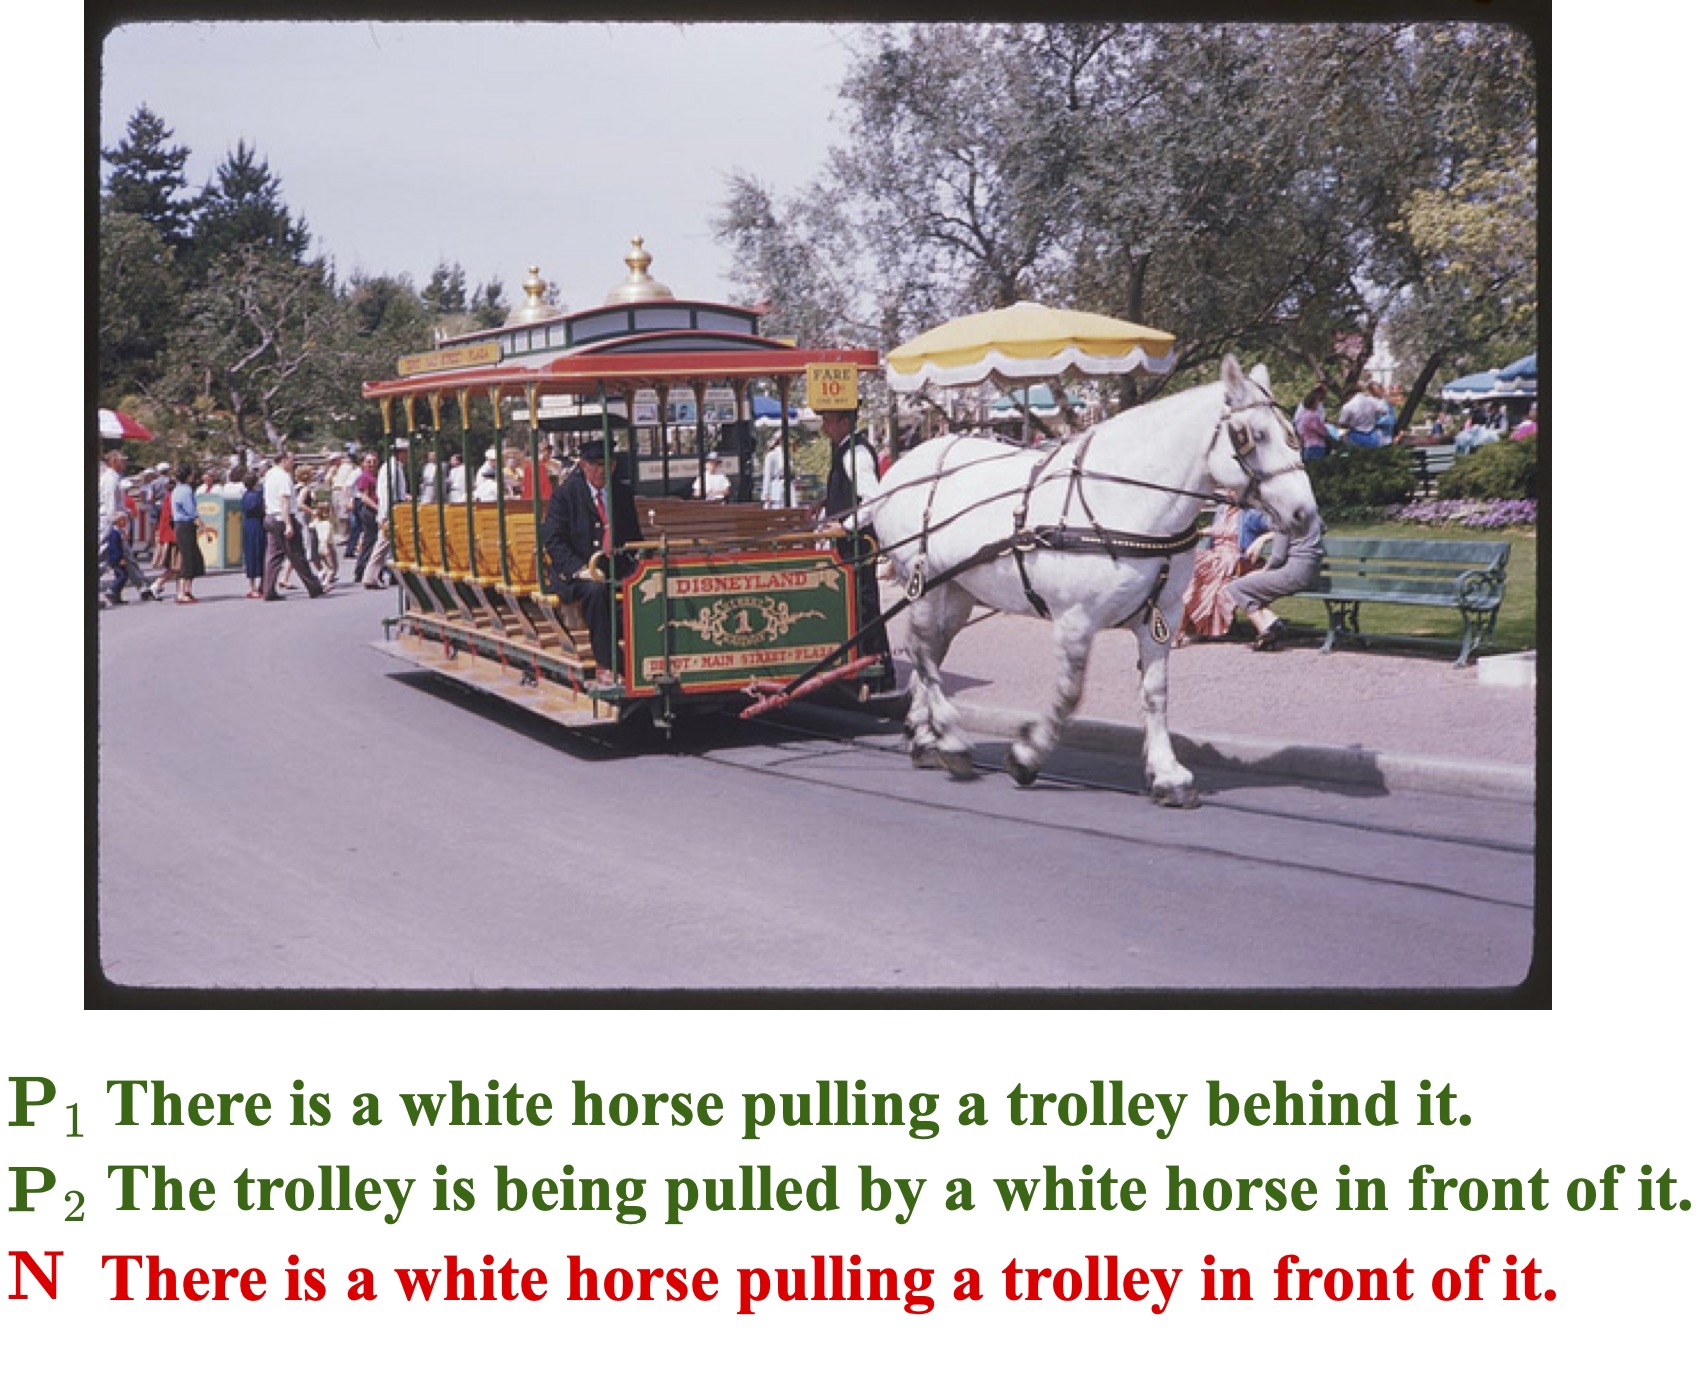 FARE
10¢
DISNEYLAND
1
DEPOT • MAIN STREET • PLAZA
P1 There is a white horse pulling a trolley behind it.
P2 The trolley is being pulled by a white horse in front of it.
N There is a white horse pulling a trolley in front of it.